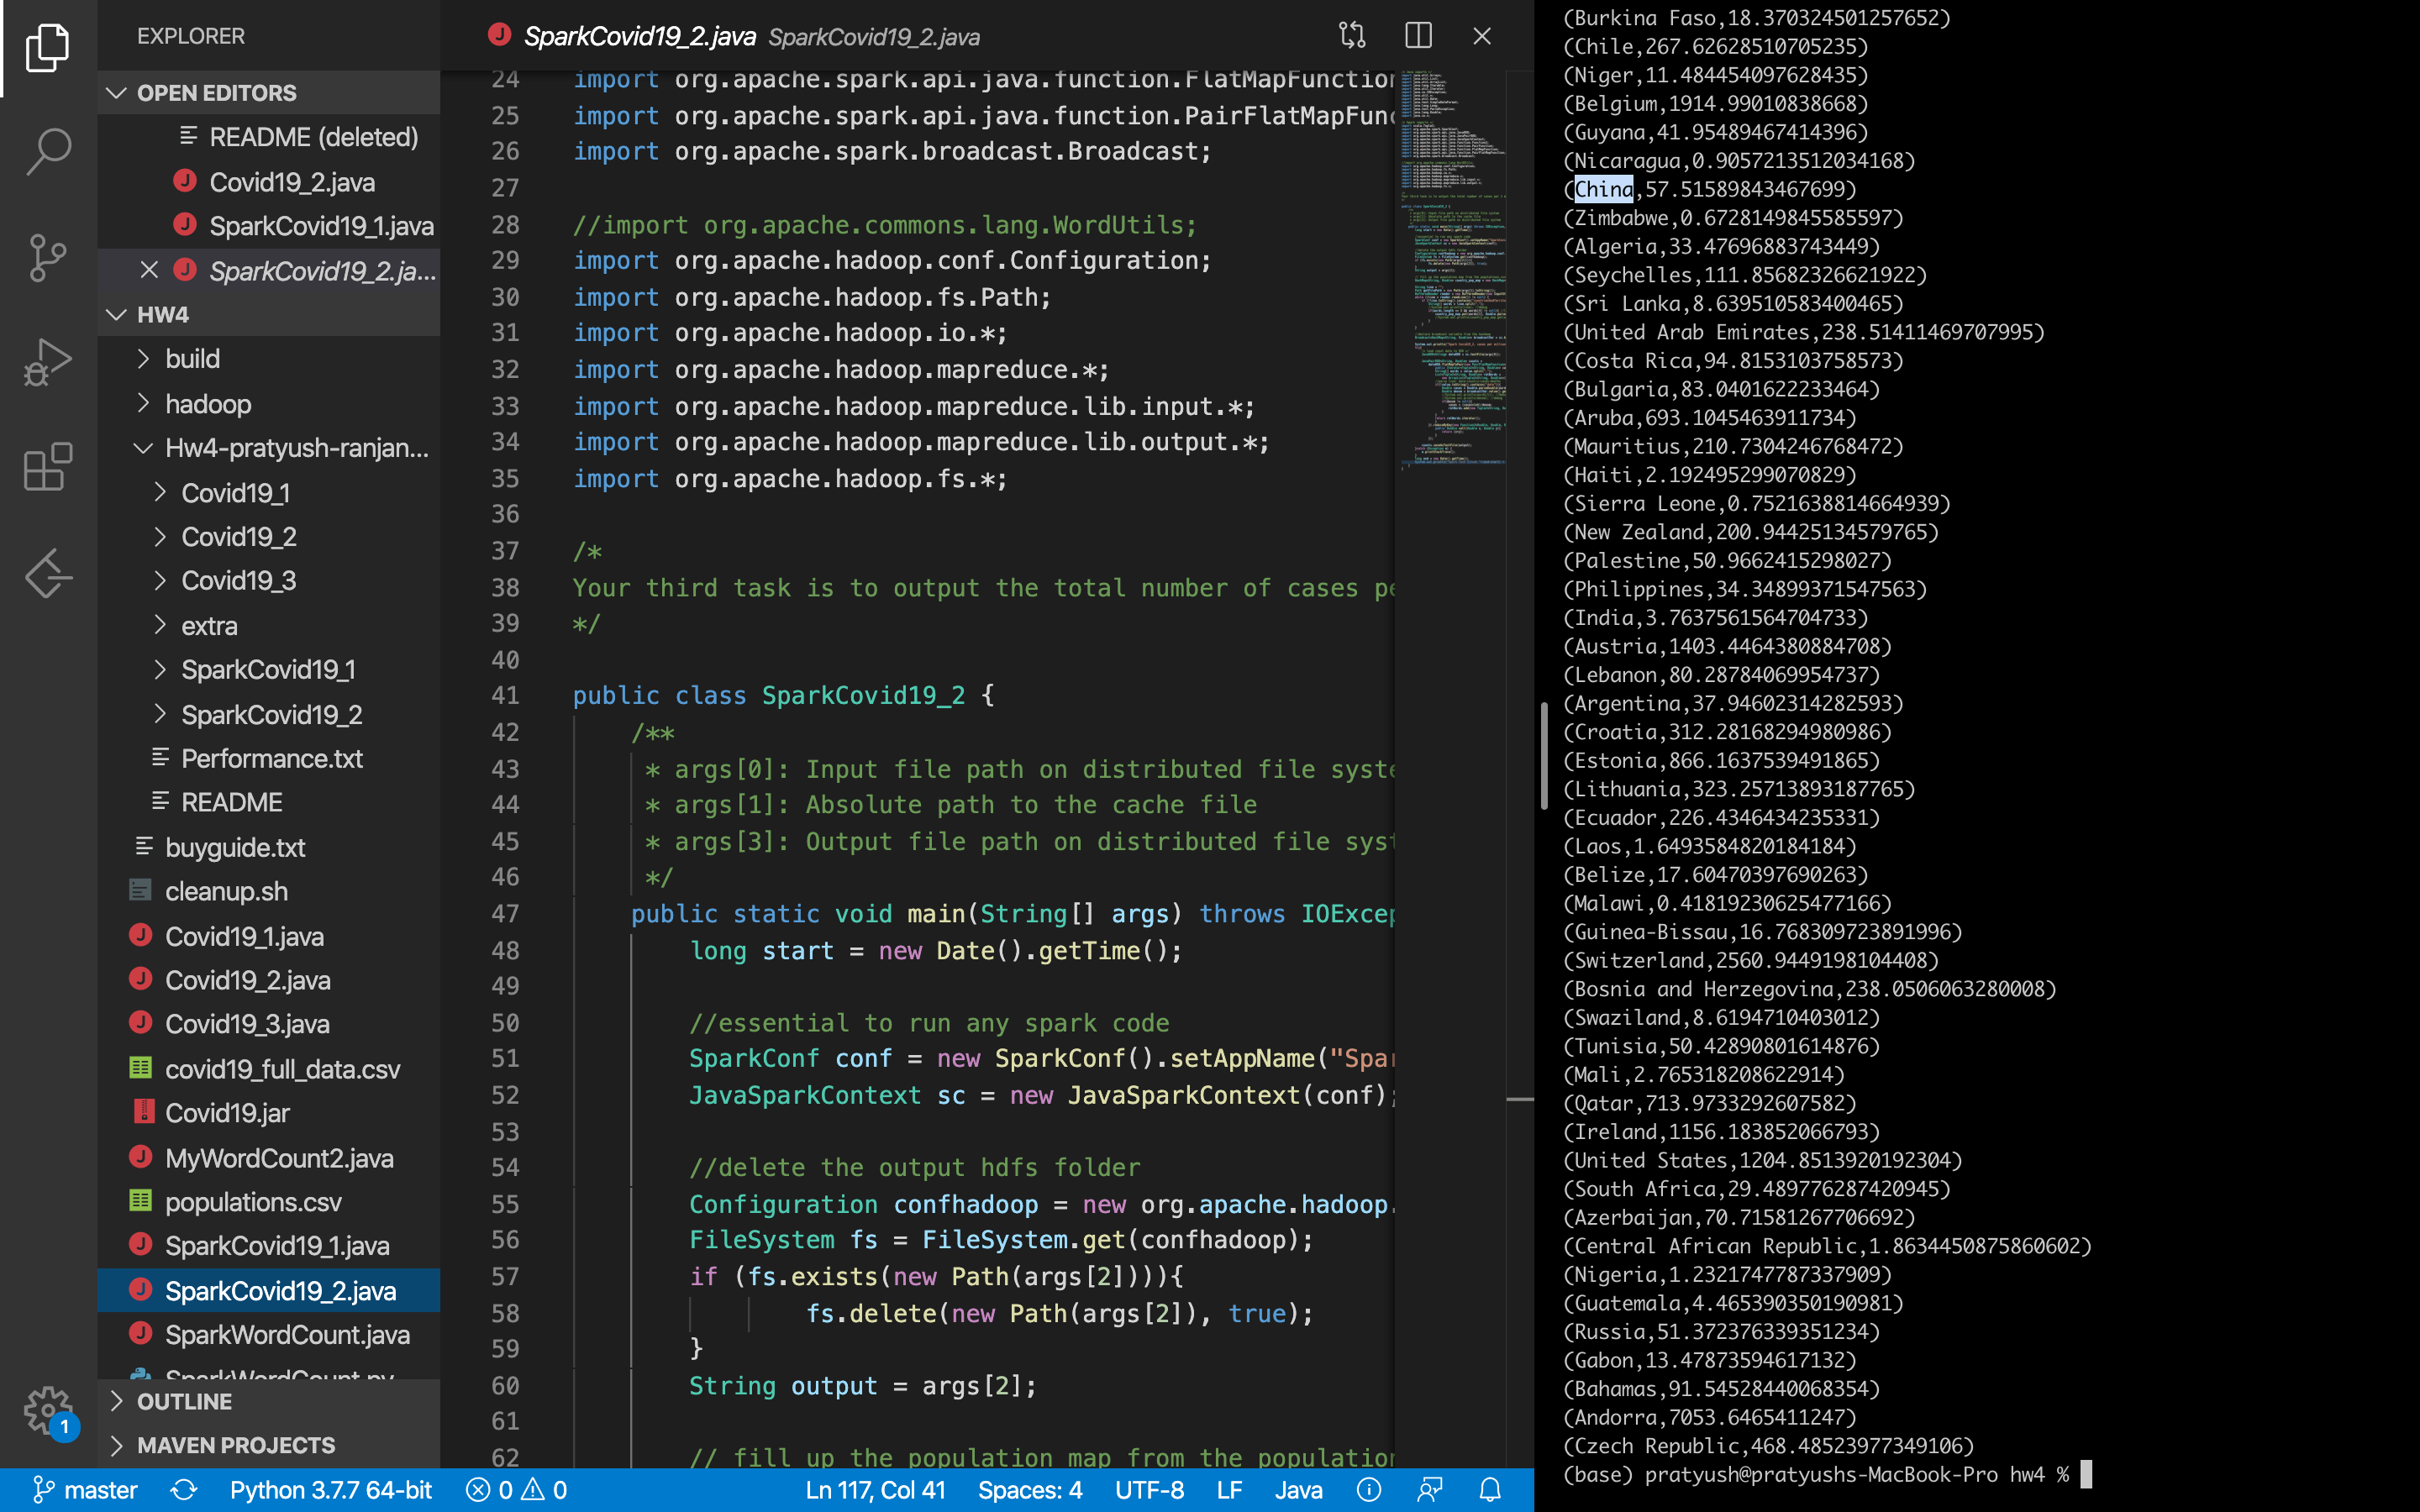 EXPLORER
OPEN EDITORS
README (deleted)
Covid19_2.java
SparkCovid19_1.java
SparkCovid19_2.ja...
HW4
build
hadoop
Hw4-pratyush-ranjan...
Covid19_1
Covid19_2
Covid19_3
extra
SparkCovid19_1
SparkCovid19_2
Performance.txt
README
buyguide.txt
cleanup.sh
Covid19_1.java
Covid19_2.java
Covid19_3.java
covid19_full_data.csv
Covid19.jar
MyWordCount2.java
populations.csv
SparkCovid19_1.java
SparkCovid19_2.java
SparkWordCount.java
SparkWordCount.py
OUTLINE
MAVEN PROJECTS
1
SparkCovid19_2.java SparkCovid19_2.java
24 import org.apache.spark.api.java.function.FlatMapFunction
25 import org.apache.spark.api.java.function.PairFlatMapFunc
26 import org.apache.spark.broadcast.Broadcast;
27
28 //import org.apache.commons.lang.WordUtils;
29 import org.apache.hadoop.conf.Configuration;
30 import org.apache.hadoop.fs.Path;
31 import org.apache.hadoop.io.*;
32 import org.apache.hadoop.mapreduce.*;
33 import org.apache.hadoop.mapreduce.lib.input.*;
34 import org.apache.hadoop.mapreduce.lib.output.*;
35 import org.apache.hadoop.fs.*;
36
37 /*
38 Your third task is to output the total number of cases pe
39 */
40
41 public class SparkCovid19_2 {
42 /**
43 * args[0]: Input file path on distributed file syste
44 * args[1]: Absolute path to the cache file
45 * args[3]: Output file path on distributed file syst
46 */
47 public static void main(String[] args) throws IOExcep
48 long start = new Date().getTime();
49
50 //essential to run any spark code
51 SparkConf conf = new SparkConf().setAppName("Spar
52 JavaSparkContext sc = new JavaSparkContext(conf);
53
54 //delete the output hdfs folder
55 Configuration confhadoop = new org.apache.hadoop.
56 FileSystem fs = FileSystem.get(confhadoop);
57 if (fs.exists(new Path(args[2]))){
58 fs.delete(new Path(args[2]), true);
59 }
60 String output = args[2];
61
62 // fill up the population map from the population
(Burkina Faso,18.370324501257652)
(Chile,267.62628510705235)
(Niger,11.484454097628435)
(Belgium,1914.99010838668)
(Guyana,41.95489467414396)
(Nicaragua,0.9057213512034168)
(China,57.51589843467699)
(Zimbabwe,0.6728149845585597)
(Algeria,33.47696883743449)
(Seychelles,111.85682326621922)
(Sri Lanka,8.639510583400465)
(United Arab Emirates,238.51411469707995)
(Costa Rica,94.8153103758573)
(Bulgaria,83.0401622233464)
(Aruba,693.1045463911734)
(Mauritius,210.7304246768472)
(Haiti,2.192495299070829)
(Sierra Leone,0.7521638814664939)
(New Zealand,200.94425134579765)
(Palestine,50.9662415298027)
(Philippines,34.34899371547563)
(India,3.7637561564704733)
(Austria,1403.4464380884708)
(Lebanon,80.28784069954737)
(Argentina,37.94602314282593)
(Croatia,312.28168294980986)
(Estonia,866.1637539491865)
(Lithuania,323.25713893187765)
(Ecuador,226.4346434235331)
(Laos,1.6493584820184184)
(Belize,17.60470397690263)
(Malawi,0.41819230625477166)
(Guinea-Bissau,16.768309723891996)
(Switzerland,2560.9449198104408)
(Bosnia and Herzegovina,238.0506063280008)
(Swaziland,8.6194710403012)
(Tunisia,50.42890801614876)
(Mali,2.765318208622914)
(Qatar,713.9733292607582)
(Ireland,1156.183852066793)
(United States,1204.8513920192304)
(South Africa,29.489776287420945)
(Azerbaijan,70.71581267706692)
(Central African Republic,1.8634450875860602)
(Nigeria,1.2321747787337909)
(Guatemala,4.465390350190981)
(Russia,51.372376339351234)
(Gabon,13.47873594617132)
(Bahamas,91.54528440068354)
(Andorra,7053.6465411247)
(Czech Republic,468.48523977349106)
(base) pratyush@pratyushs-MacBook-Pro hw4 %
master Python 3.7.7 64-bit 0 0 Ln 117, Col 41 Spaces: 4 UTF-8 LF Java